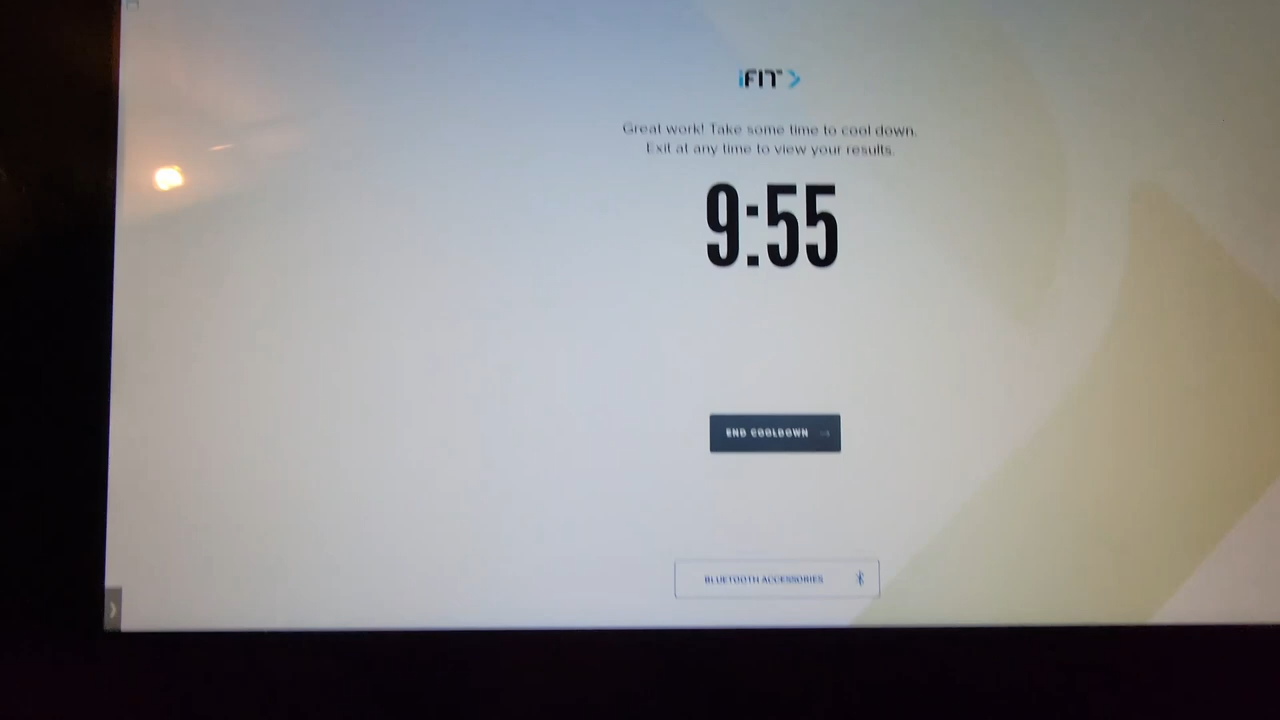 iFIT
Great work! Take some time to cool down.
Exit at any time to view your results.
9:55
END COOLDOWN
BLUETOOTH ACCESSORIES